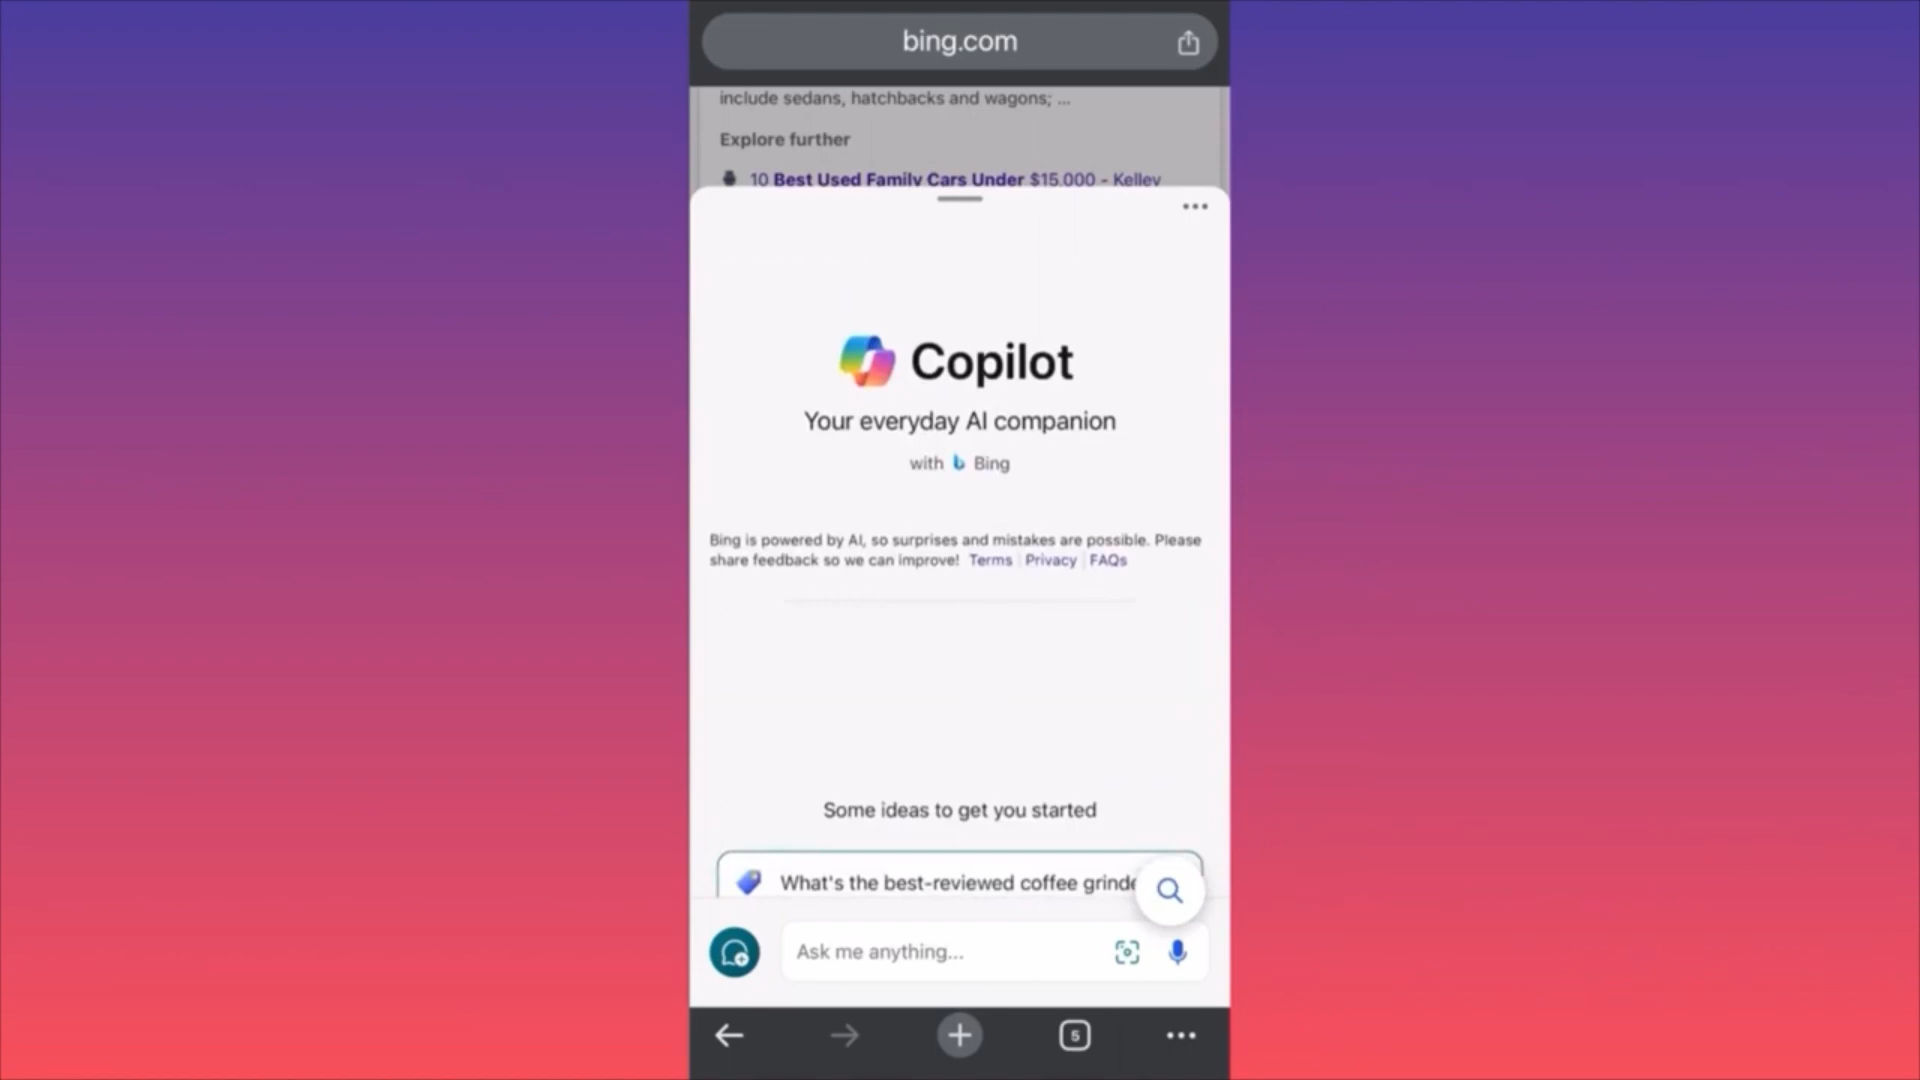 bing.com
include sedans, hatchbacks and wagons; ...
Explore further
10 Best Used Family Cars Under $15,000 - Kelley
Copilot
Your everyday AI companion
with Bing
Bing is powered by AI, so surprises and mistakes are possible. Please
share feedback so we can improve! Terms Privacy FAQs
Some ideas to get you started
What's the best-reviewed coffee
Ask me anything...
5